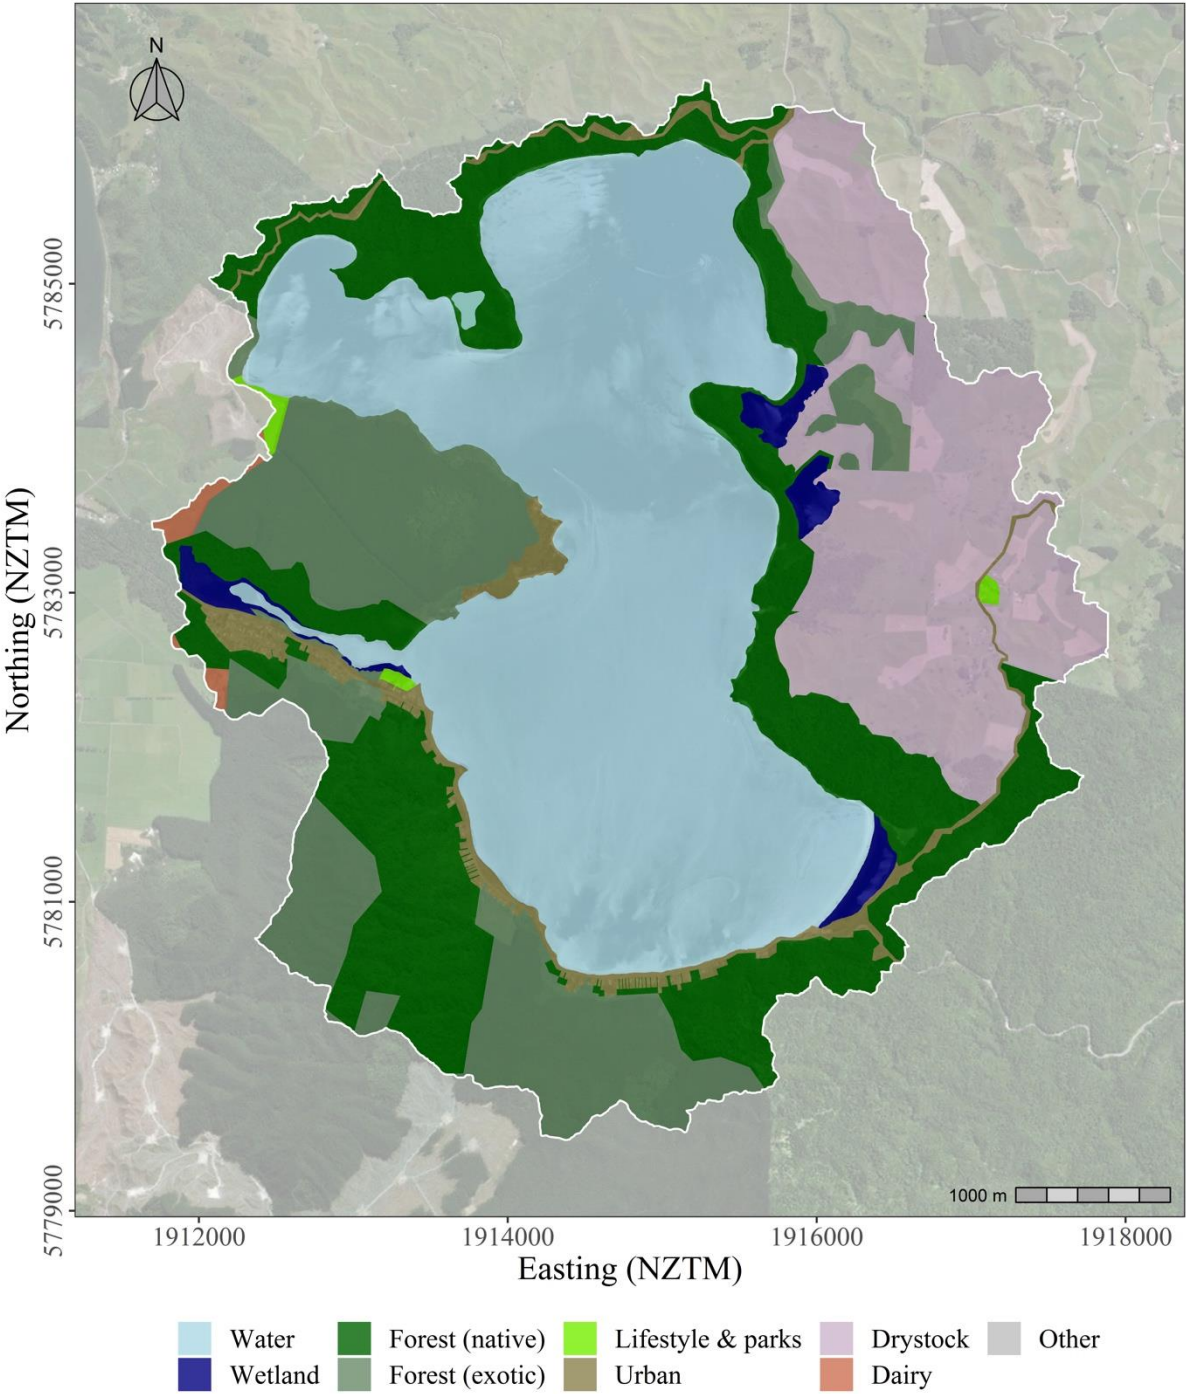 N
5785000
5783000
5781000
5779000
Northing (NZTM)
1000 m
1912000 1914000 1916000 1918000
Easting (NZTM)
Water Forest (native) Lifestyle & parks Drystock Other
Wetland Forest (exotic) Urban Dairy